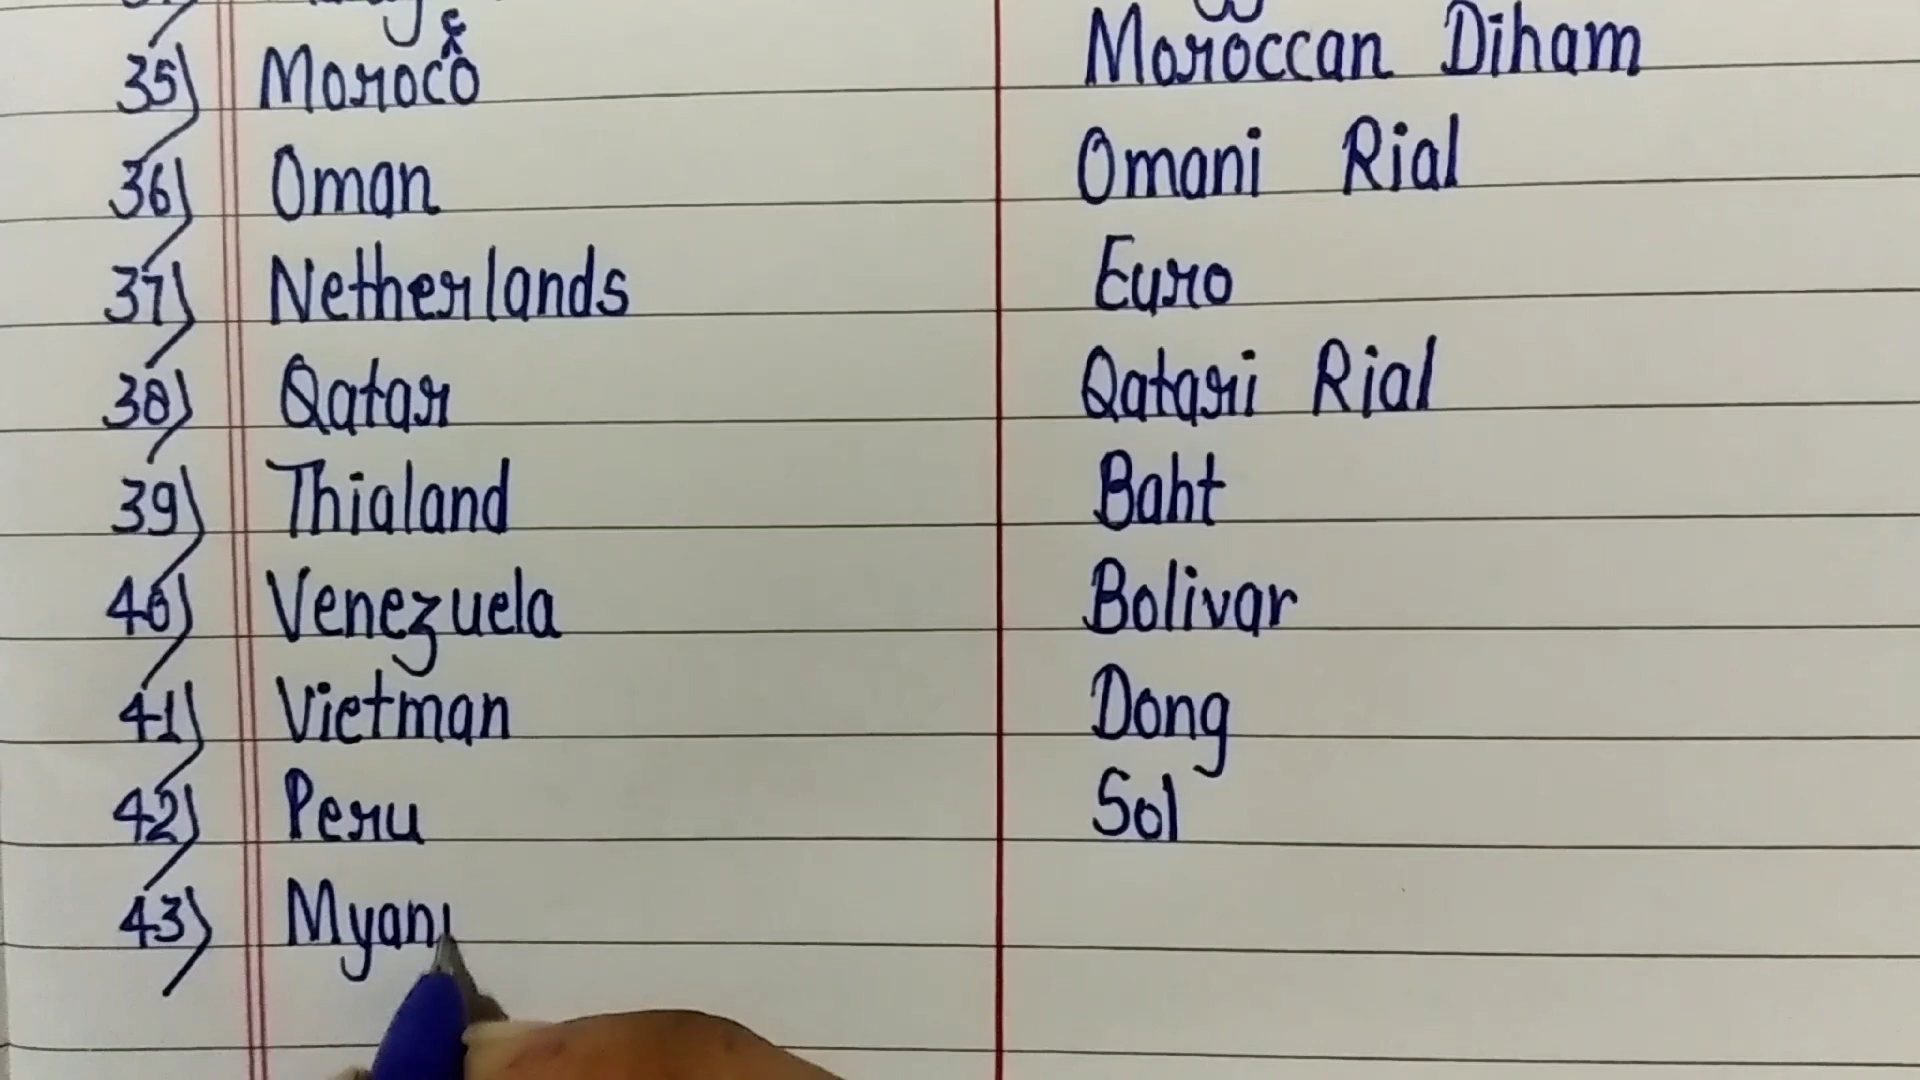 35) Morocco Moroccan Diham
36) Oman Omani Rial
37) Netherlands Euro
38) Qatar Qatari Rial
39) Thialand Baht
40) Venezuela Bolivar
41) Vietman Dong
42) Peru Sol
43) Myan